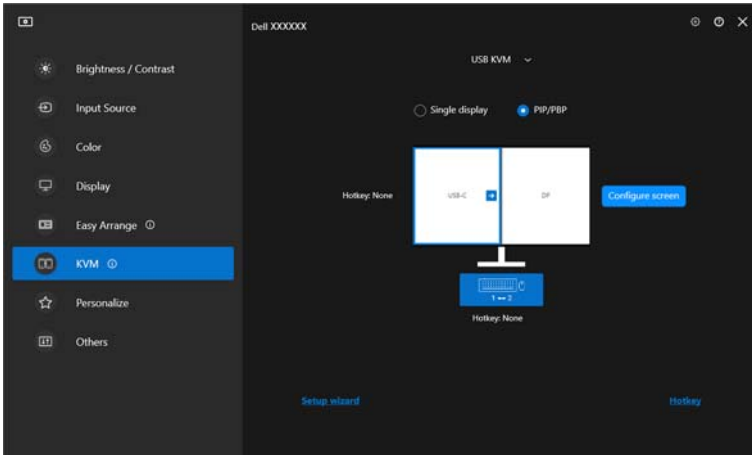 Dell XXXXXX
Brightness / Contrast
Input Source
Color
Display
Easy Arrange
KVM
Personalize
Others
USB KVM
Single display
PIP/PBP
Hotkey: None
USB-C
DP
Configure screen
1 ↔ 2
Hotkey: None
Setup wizard
Hotkey